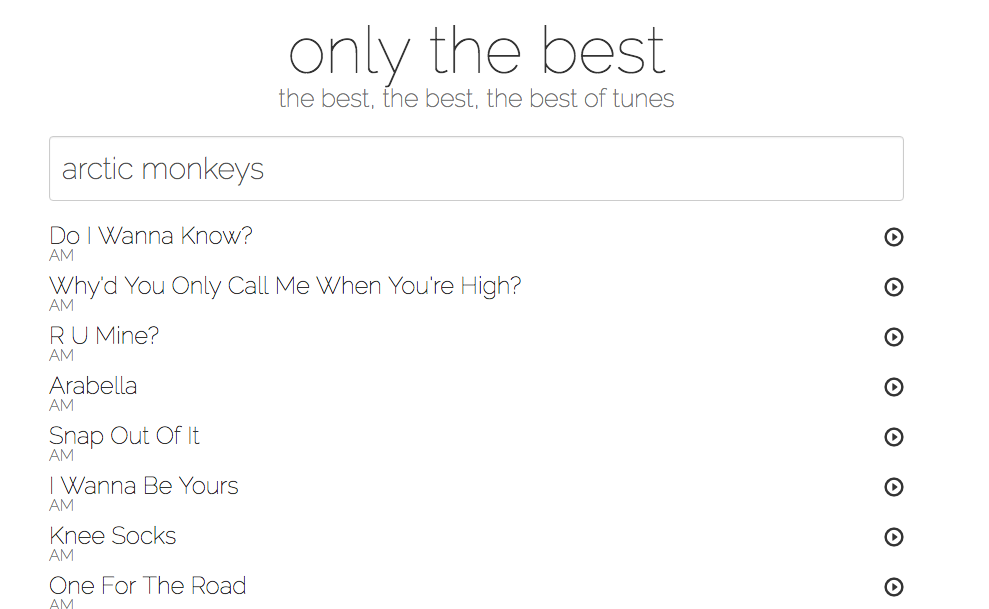 only the best
the best, the best, the best of tunes
arctic monkeys
Do I Wanna Know?
AM
Why'd You Only Call Me When You're High?
AM
R U Mine?
AM
Arabella
AM
Snap Out Of It
AM
I Wanna Be Yours
AM
Knee Socks
AM
One For The Road
AM